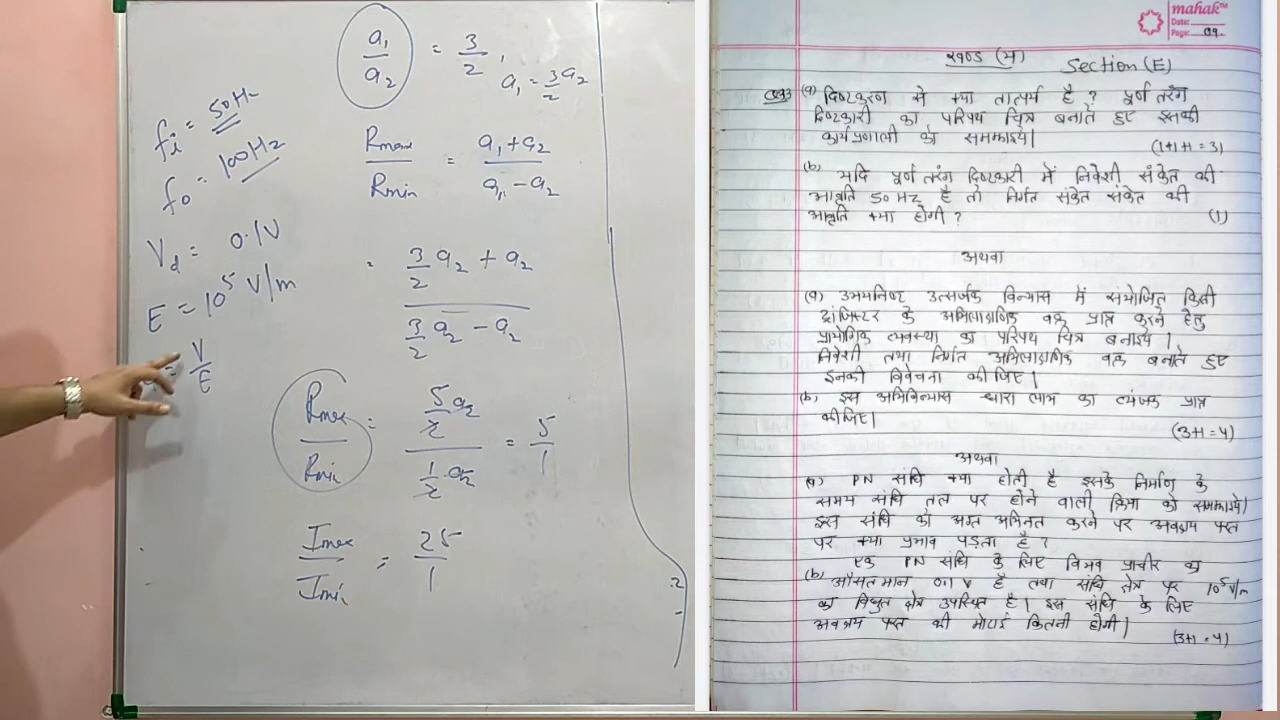 a₁/a₂ = 3/2, a₁ = 3/2 a₂
fᵢ = 50Hz
f₀ = 100Hz
Rmax/Rmin = a₁+a₂/a₁-a₂
V_d = 0.1V
E = 10⁵ V/m
= 3/2 a₂ + a₂ / 3/2 a₂ - a₂
= V/E
Rmax/Rmin = 5/2 a₂ / 1/2 a₂ = 5/1
Imax/Imin = 25/1
mahak™
Date:
Page: 09
खण्ड (य) Section (E)
(a) दिष्टकरण से क्या तात्पर्य है ? पूर्ण तरंग
दिष्टकारी का परिपथ चित्र बनाते हुए इसकी
कार्यप्रणाली को समझाइये|
(1+1+1=3)
(b) यदि पूर्ण तरंग दिष्टकारी में निवेशी संकेत की
आवृत्ति 50 Hz है तो निर्गत संकेत संकेत की
आवृत्ति क्या होगी ? (1)
अथवा
(a) उभयनिष्ट उत्सर्जक विन्यास में संयोजित किसी
ट्रांजिस्टर के अभिलाक्षणिक वक्र प्राप्त करने हेतु
प्रायोगिक व्यवस्था का परिपथ चित्र बनाइये |
निवेशी तथा निर्गत अभिलाक्षणिक वक्र बनाते हुए
इनकी विवेचना कीजिए|
(b) इस अभिविन्यास धारा लाभ का व्यंजक प्राप्त
कीजिए|
(3+1=4)
अथवा
(a) PN संधि क्या होती है इसके निर्माण के
समय संधि तल पर होने वाली क्रिया को समझाइये|
इस संधि को अग्र अभिनत करने पर अवक्षय परत
पर क्या प्रभाव पड़ता है ?
एक PN संधि के लिए विभव प्राचीर का
(b) औसत मान 0.1 V है तथा संधि क्षेत्र पर 10⁵V/m
का विद्युत क्षेत्र उपस्थित है| इस संधि के लिए
अवक्षय परत की मोटाई कितनी होगी|
(3+1=4)